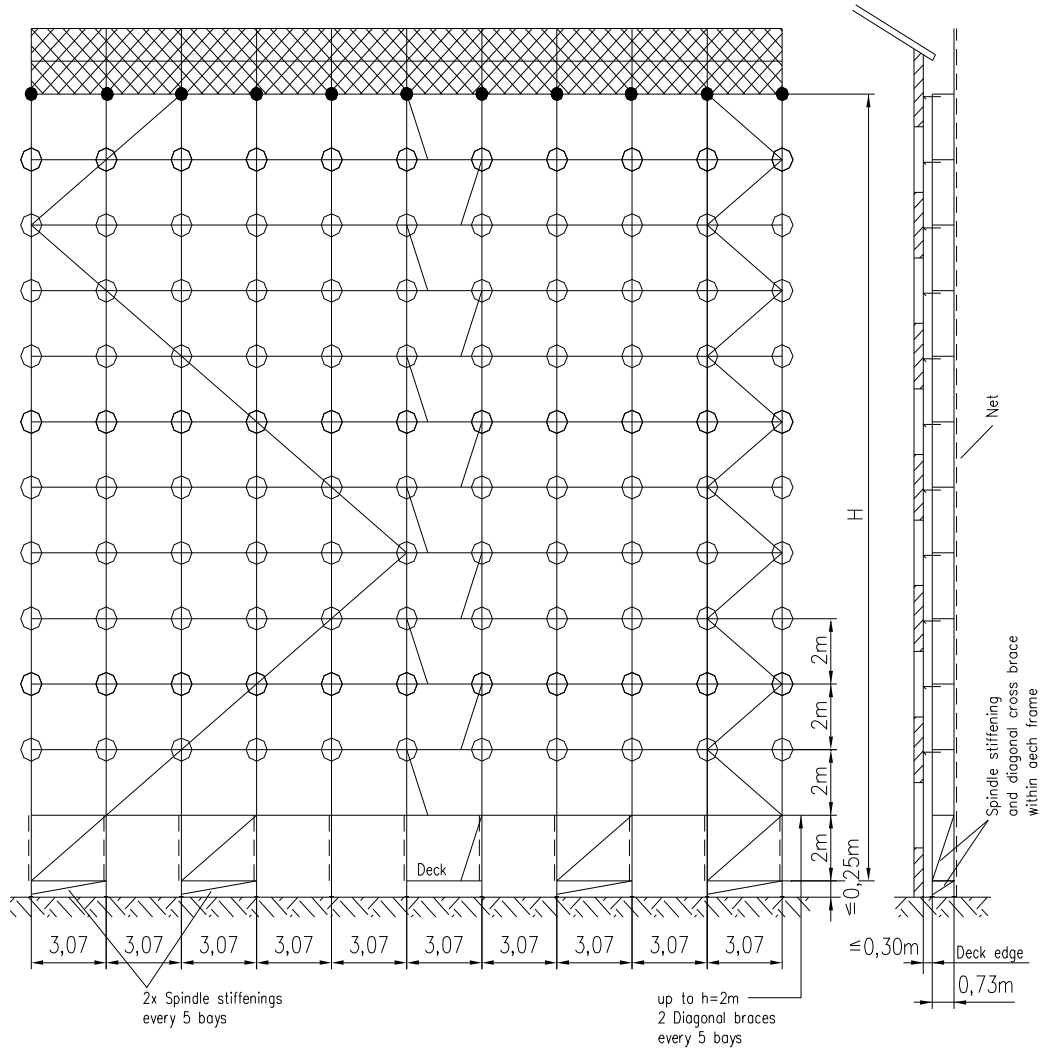 Net
H
2m
2m
2m
2m
≤0,25m
Spindle stiffening
and diagonal cross brace
within aech frame
Deck
3,07 3,07 3,07 3,07 3,07 3,07 3,07 3,07 3,07 3,07
≤0,30m
Deck edge
0,73m
2x Spindle stiffenings
every 5 bays
up to h=2m
2 Diagonal braces
every 5 bays